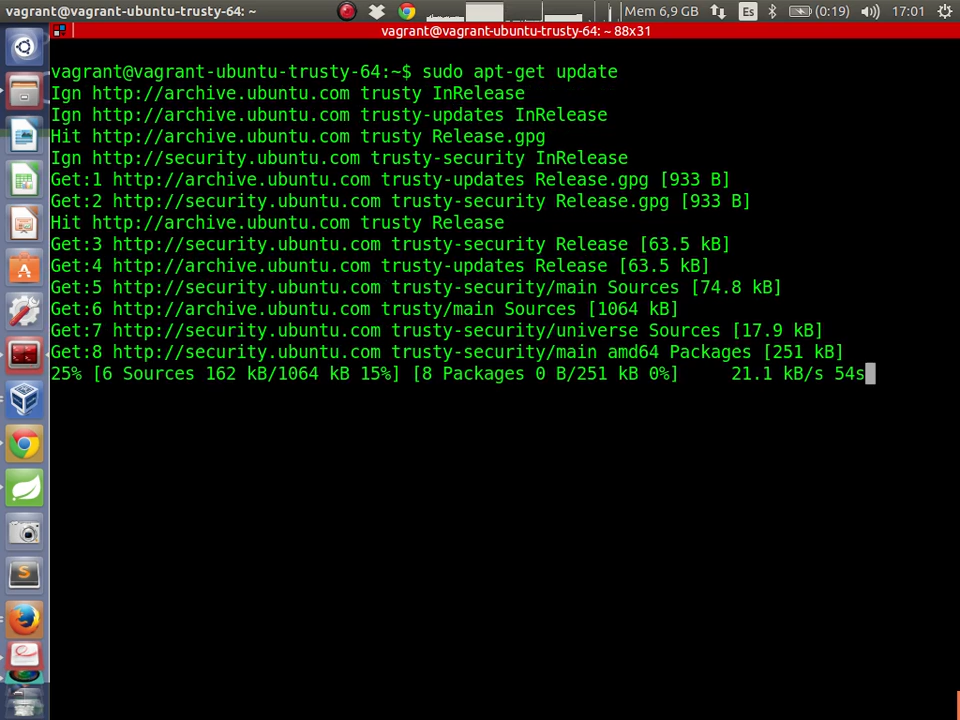 vagrant@vagrant-ubuntu-trusty-64: ~
Mem 6,9 GB
Es
(0:19)
17:01
vagrant@vagrant-ubuntu-trusty-64: ~ 88x31
vagrant@vagrant-ubuntu-trusty-64:~$ sudo apt-get update
Ign http://archive.ubuntu.com trusty InRelease
Ign http://archive.ubuntu.com trusty-updates InRelease
Hit http://archive.ubuntu.com trusty Release.gpg
Ign http://security.ubuntu.com trusty-security InRelease
Get:1 http://archive.ubuntu.com trusty-updates Release.gpg [933 B]
Get:2 http://security.ubuntu.com trusty-security Release.gpg [933 B]
Hit http://archive.ubuntu.com trusty Release
Get:3 http://security.ubuntu.com trusty-security Release [63.5 kB]
Get:4 http://archive.ubuntu.com trusty-updates Release [63.5 kB]
Get:5 http://security.ubuntu.com trusty-security/main Sources [74.8 kB]
Get:6 http://archive.ubuntu.com trusty/main Sources [1064 kB]
Get:7 http://security.ubuntu.com trusty-security/universe Sources [17.9 kB]
Get:8 http://security.ubuntu.com trusty-security/main amd64 Packages [251 kB]
25% [6 Sources 162 kB/1064 kB 15%] [8 Packages 0 B/251 kB 0%]     21.1 kB/s 54s